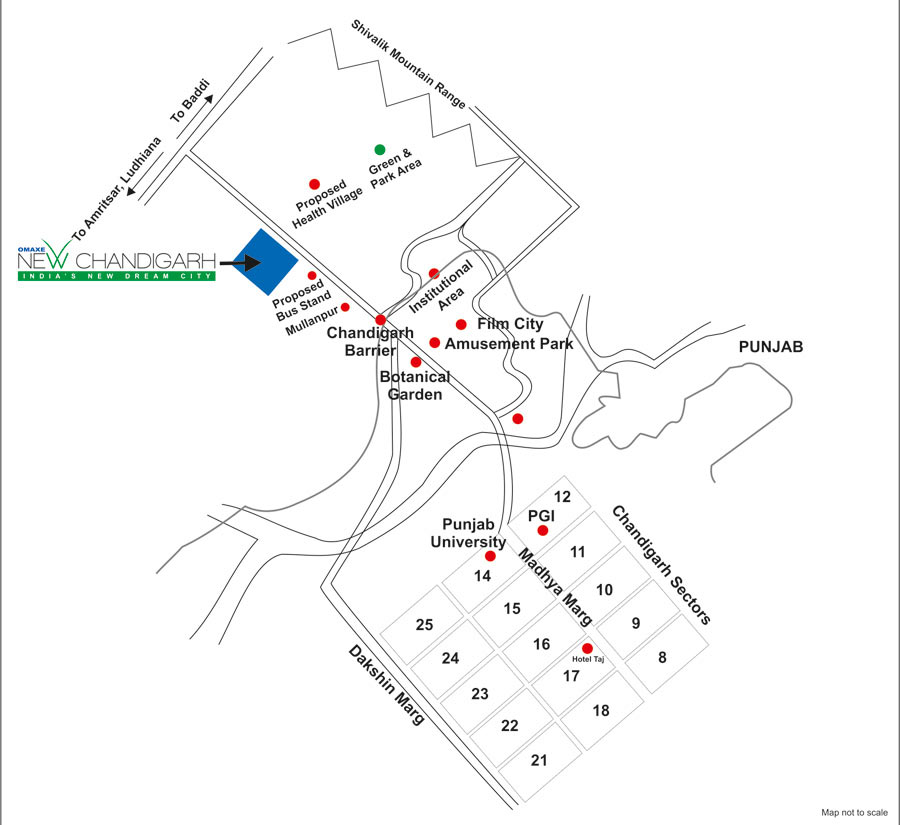 Shivalik Mountain Range
To Baddi
To Amritsar, Ludhiana
Green &
Park Area
Proposed
Health Village
OMAXE
NEW CHANDIGARH
INDIA'S NEW DREAM CITY
Proposed
Bus Stand
Mullanpur
Institutional
Area
Chandigarh
Barrier
Film City
Amusement Park
PUNJAB
Botanical
Garden
12
PGI
Chandigarh Sectors
Punjab
University
11
Madhya Marg
14
10
15
9
25
16
8
24
Hotel Taj
17
Dakshin Marg
23
18
22
21
Map not to scale